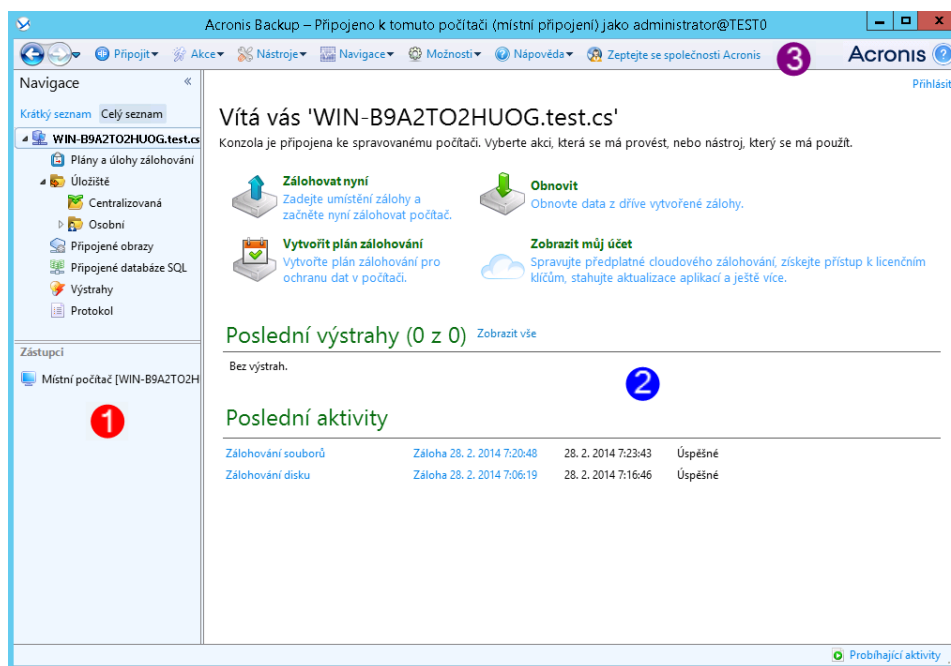 Acronis Backup – Připojeno k tomuto počítači (místní připojení) jako administrator@TEST0
Připojit Akce Nástroje Navigace Možnosti Nápověda Zeptejte se společnosti Acronis 3 Acronis
Navigace
Přihlásit
Krátký seznam Celý seznam
WIN-B9A2TO2HUOG.test.cs
Plány a úlohy zálohování
Úložiště
Centralizovaná
Osobní
Připojené obrazy
Připojené databáze SQL
Výstrahy
Protokol
Zástupci
Místní počítač [WIN-B9A2TO2H
1
Vítá vás 'WIN-B9A2TO2HUOG.test.cs'
Konzola je připojena ke spravovanému počítači. Vyberte akci, která se má provést, nebo nástroj, který se má použít.
Zálohovat nyní
Zadejte umístění zálohy a
začněte nyní zálohovat počítač.
Obnovit
Obnovte data z dříve vytvořené zálohy.
Vytvořit plán zálohování
Vytvořte plán zálohování pro
ochranu dat v počítači.
Zobrazit můj účet
Spravujte předplatné cloudového zálohování, získejte přístup k licenčním
klíčům, stahujte aktualizace aplikací a ještě více.
Poslední výstrahy (0 z 0) Zobrazit vše
Bez výstrah.
2
Poslední aktivity
Zálohování souborů Záloha 28. 2. 2014 7:20:48 28. 2. 2014 7:23:43 Úspěšné
Zálohování disku Záloha 28. 2. 2014 7:06:19 28. 2. 2014 7:16:46 Úspěšné
Probíhající aktivity